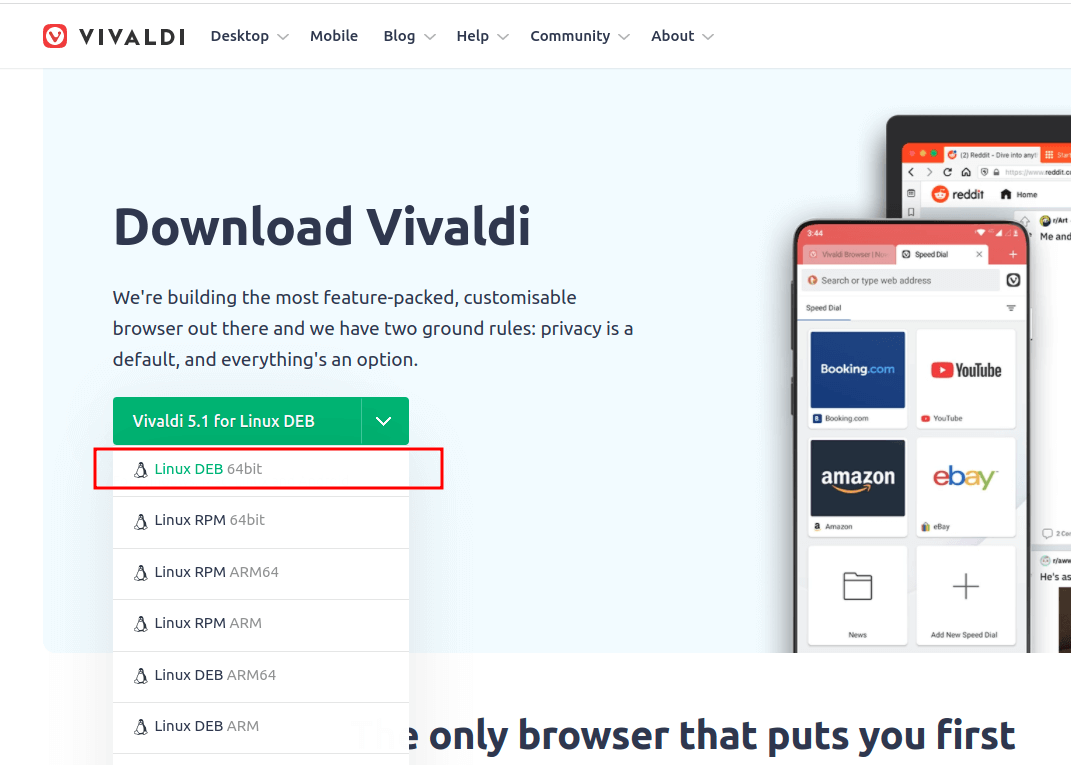 VIVALDI Desktop Mobile Blog Help Community About
Download Vivaldi
We're building the most feature-packed, customisable
browser out there and we have two ground rules: privacy is a
default, and everything's an option.
Vivaldi 5.1 for Linux DEB
Linux DEB 64bit
Linux RPM 64bit
Linux RPM ARM64
Linux RPM ARM
Linux DEB ARM64
Linux DEB ARM
(2) Reddit - Dive into any
Start
https://www.reddit.co
reddit Home
r/Art
Me and
3:44
Vivaldi Browser | Now
Speed Dial
Search or type web address
Speed Dial
Booking.com
YouTube
B Booking.com
YouTube
amazon
ebay
a Amazon
eBay
News
Add New Speed Dial
2 Co
r/aww
He's as
The only browser that puts you first